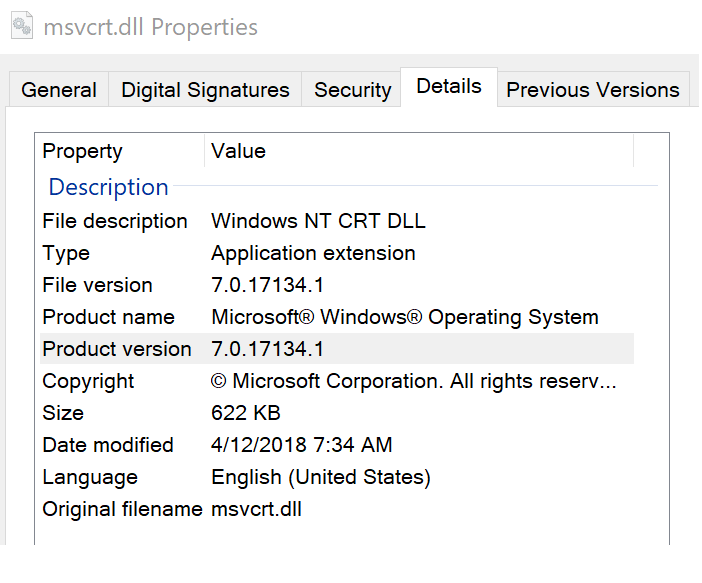 msvcrt.dll Properties
General Digital Signatures Security Details Previous Versions
Property Value
Description
File description Windows NT CRT DLL
Type Application extension
File version 7.0.17134.1
Product name Microsoft® Windows® Operating System
Product version 7.0.17134.1
Copyright © Microsoft Corporation. All rights reserv...
Size 622 KB
Date modified 4/12/2018 7:34 AM
Language English (United States)
Original filename msvcrt.dll